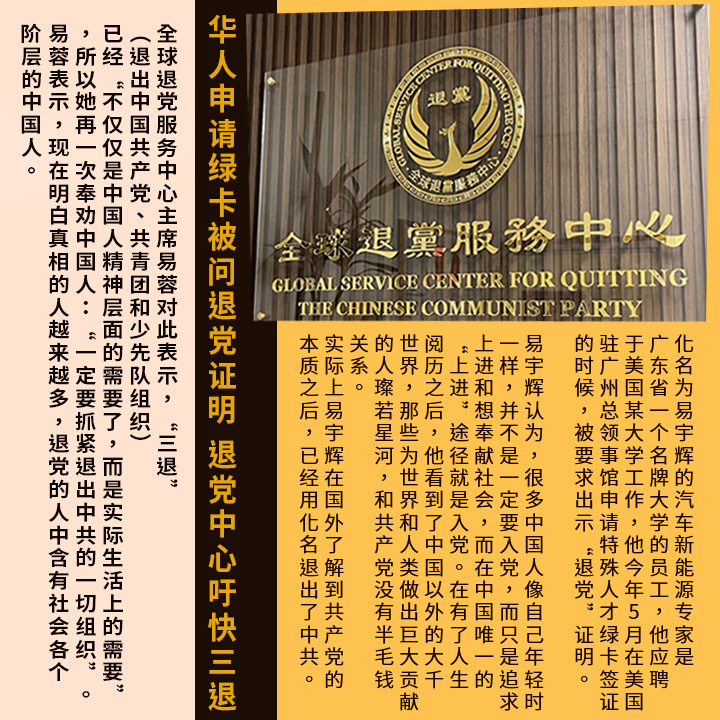 GLOBAL SERVICE CENTER FOR QUITTING THE CCP
退黨
·全球退黨服務中心·
全球退黨服務中心
GLOBAL SERVICE CENTER FOR QUITTING
THE CHINESE COMMUNIST PARTY
华人申请绿卡被问退党证明 退党中心吁快三退
化名为易宇辉的汽车新能源专家是
广东省一个名牌大学的员工，他应聘
于美国某大学工作，他今年5月在美国
驻广州总领事馆申请特殊人才绿卡签证
的时候，被要求出示“退党”证明。
易宇辉认为，很多中国人像自己年轻时
一样，并不是一定要入党，而只是追求
上进和想奉献社会，而在中国唯一的
“上进”途径就是入党。在有了人生
阅历之后，他看到了中国以外的大千
世界，那些为世界和人类做出巨大贡献
的人璨若星河，和共产党没有半毛钱
关系。
实际上易宇辉在国外了解到共产党的
本质之后，已经用化名退出了中共。
全球退党服务中心主席易蓉对此表示，“三退”
（退出中国共产党、共青团和少先队组织）
已经“不仅仅是中国人精神层面的需要了，而是实际生活上的需要”
，所以她再一次奉劝中国人：“一定要抓紧退出中共的一切组织”。
易蓉表示，现在明白真相的人越来越多，退党的人中含有社会各个
阶层的中国人。